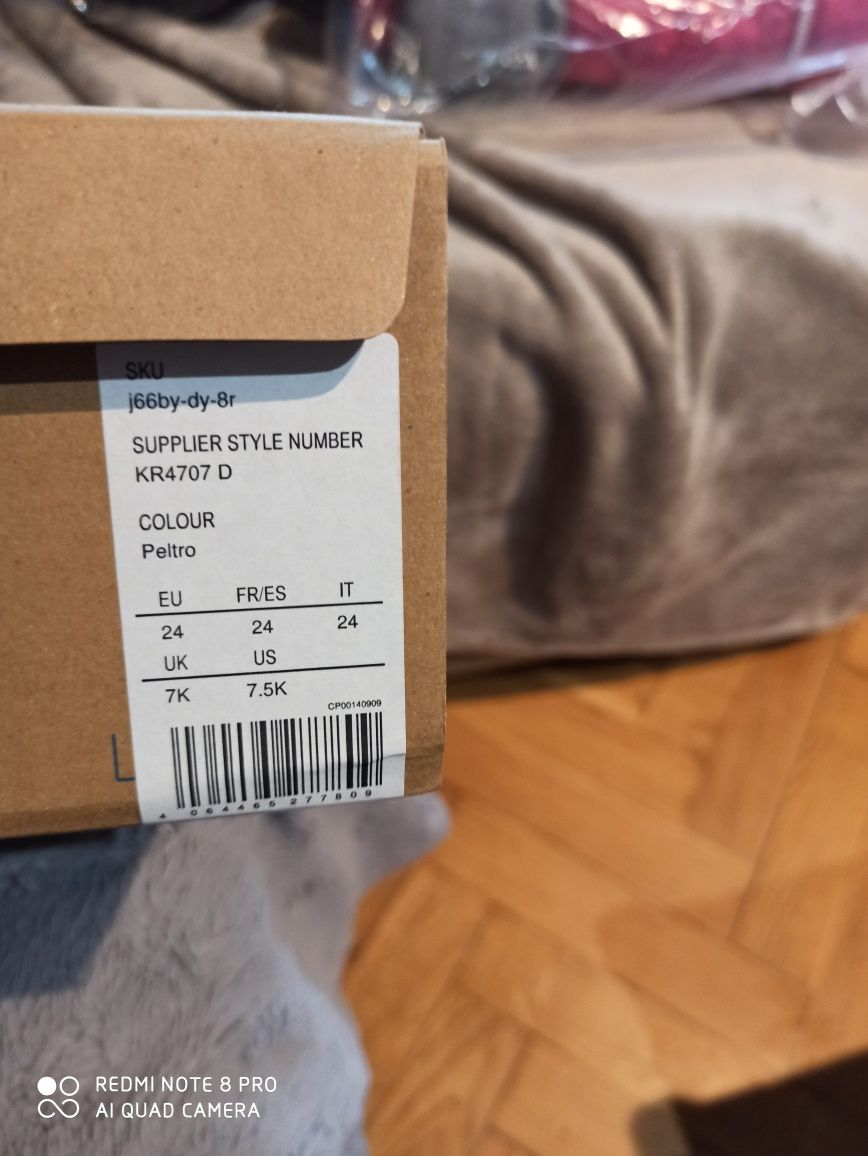 SKU
j66by-dy-8r
SUPPLIER STYLE NUMBER
KR4707 D
COLOUR
Peltro
EU FR/ES IT
24 24 24
UK US
7K 7.5K
CP00140909
4 064465 277809
REDMI NOTE 8 PRO
AI QUAD CAMERA